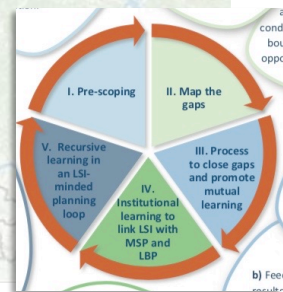 a
cond
bou
oppo
I. Pre-scoping
II. Map the
gaps
III. Process
to close gaps
and promote
mutual
learning
IV.
Institutional
learning to
link LSI with
MSP and
LBP
V. Recursive
learning in
an LSI-
minded
planning
loop
b) Feed